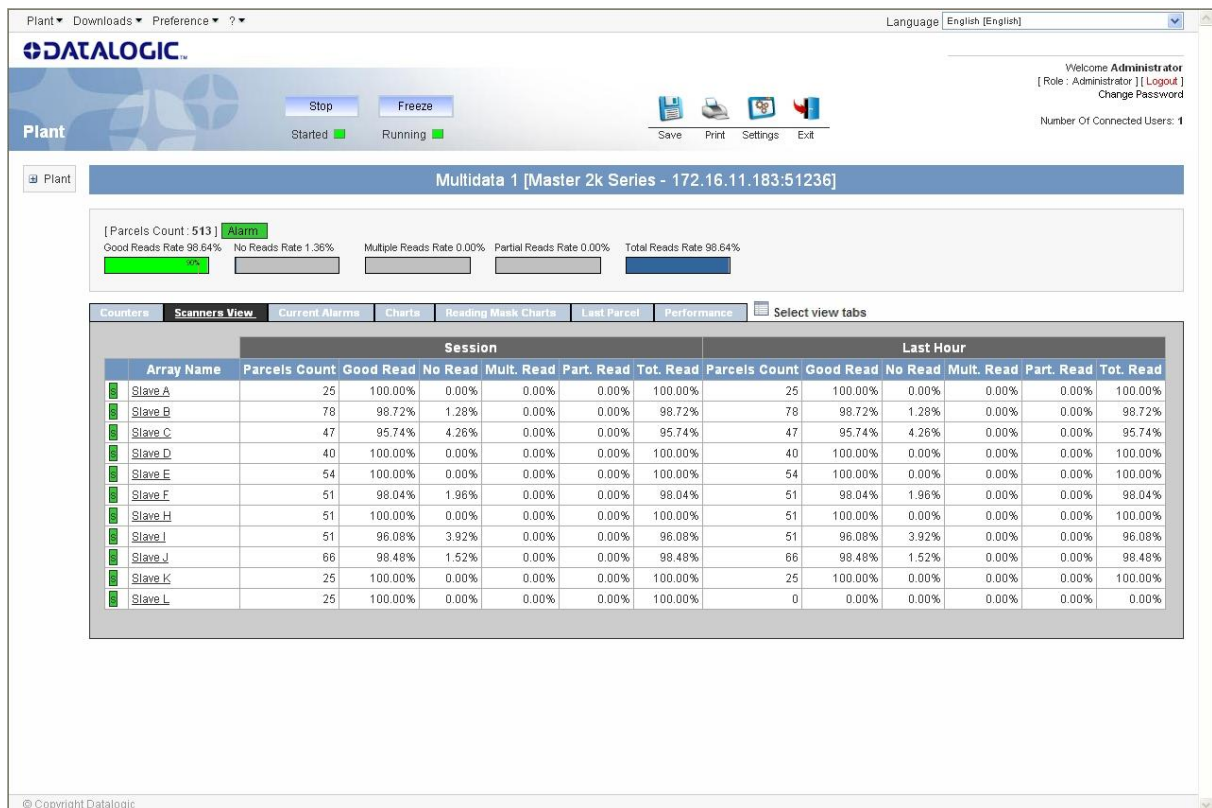 Plant Downloads Preference ? Language English [English]
DATALOGIC™
Welcome Administrator
[ Role : Administrator ] [ Logout ]
Change Password
Number Of Connected Users: 1
Plant
Stop Freeze
Started Running
Save Print Settings Exit
Plant
Multidata 1 [Master 2k Series - 172.16.11.183:51236]
[ Parcels Count : 513 ] Alarm
Good Reads Rate 98.64% No Reads Rate 1.36% Multiple Reads Rate 0.00% Partial Reads Rate 0.00% Total Reads Rate 98.64%
90%
Counters Scanners View Current Alarms Charts Reading Mask Charts Last Parcel Performance Select view tabs
Session Last Hour
Array Name Parcels Count Good Read No Read Mult. Read Part. Read Tot. Read Parcels Count Good Read No Read Mult. Read Part. Read Tot. Read
S Slave A 25 100.00% 0.00% 0.00% 0.00% 100.00% 25 100.00% 0.00% 0.00% 0.00% 100.00%
S Slave B 78 98.72% 1.28% 0.00% 0.00% 98.72% 78 98.72% 1.28% 0.00% 0.00% 98.72%
S Slave C 47 95.74% 4.26% 0.00% 0.00% 95.74% 47 95.74% 4.26% 0.00% 0.00% 95.74%
S Slave D 40 100.00% 0.00% 0.00% 0.00% 100.00% 40 100.00% 0.00% 0.00% 0.00% 100.00%
S Slave E 54 100.00% 0.00% 0.00% 0.00% 100.00% 54 100.00% 0.00% 0.00% 0.00% 100.00%
S Slave F 51 98.04% 1.96% 0.00% 0.00% 98.04% 51 98.04% 1.96% 0.00% 0.00% 98.04%
S Slave H 51 100.00% 0.00% 0.00% 0.00% 100.00% 51 100.00% 0.00% 0.00% 0.00% 100.00%
S Slave I 51 96.08% 3.92% 0.00% 0.00% 96.08% 51 96.08% 3.92% 0.00% 0.00% 96.08%
S Slave J 66 98.48% 1.52% 0.00% 0.00% 98.48% 66 98.48% 1.52% 0.00% 0.00% 98.48%
S Slave K 25 100.00% 0.00% 0.00% 0.00% 100.00% 25 100.00% 0.00% 0.00% 0.00% 100.00%
S Slave L 25 100.00% 0.00% 0.00% 0.00% 100.00% 0 0.00% 0.00% 0.00% 0.00% 0.00%
© Copyright Datalogic